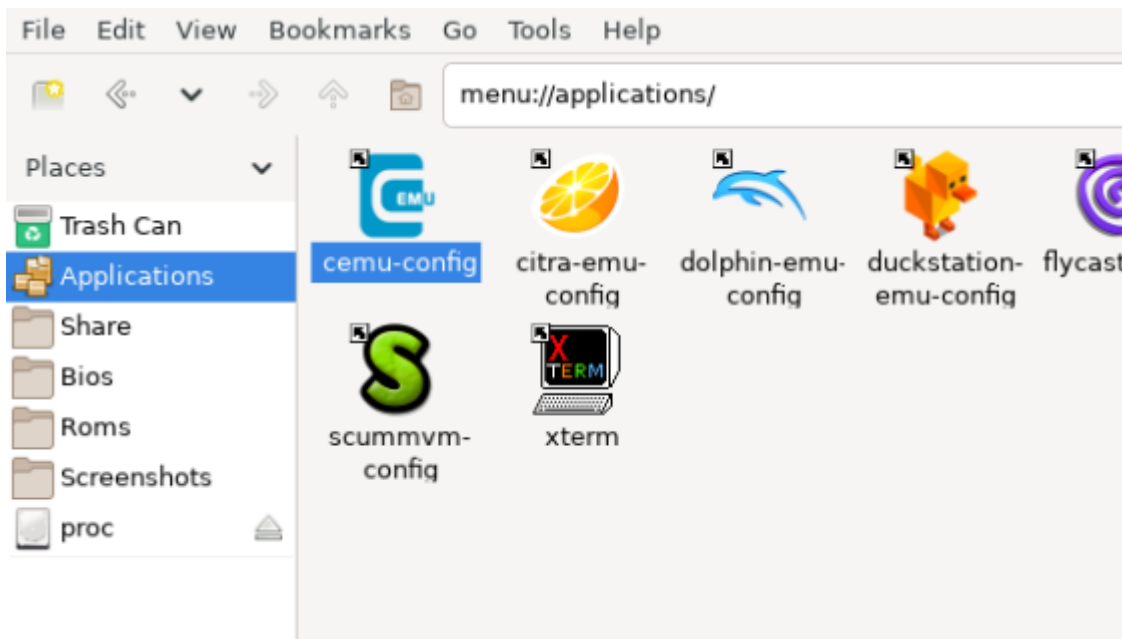 File Edit View Bookmarks Go Tools Help
menu://applications/
Places
Trash Can
Applications
Share
Bios
Roms
Screenshots
proc
EMU
cemu-config
citra-emu-
config
dolphin-emu-
config
duckstation-
emu-config
flycast
S
scummvm-
config
X
TERM
xterm